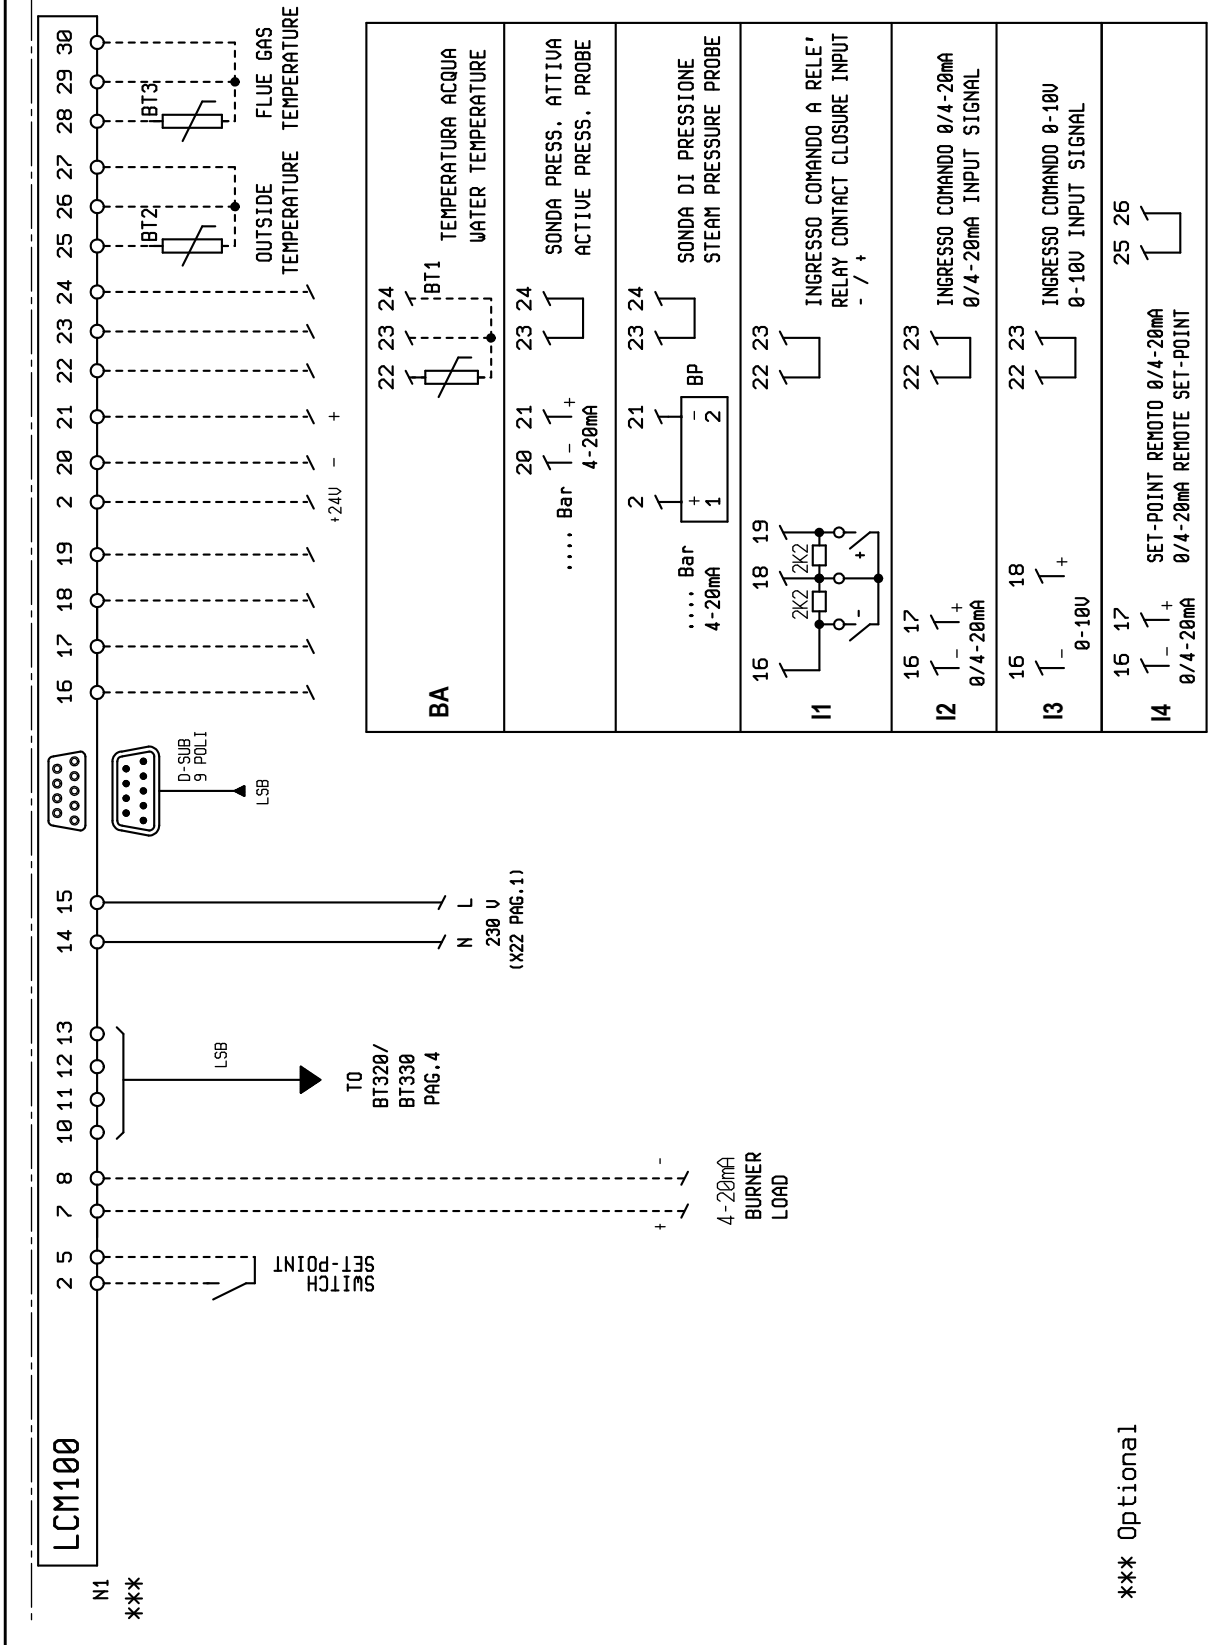 LCM100
N1
***
2 5 7 8 10 11 12 13 14 15 16 17 18 19 2 20 21 22 23 24 25 26 27 28 29 30
SWITCH
SET-POINT
+ -
4-20mA
BURNER
LOAD
LSB
TO
BT320/
BT330
PAG.4
N L
230 V
(X22 PAG.1)
D-SUB
9 POLI
LSB
+24V - +
BT2
OUTSIDE
TEMPERATURE
BT3
FLUE GAS
TEMPERATURE
BA
22 23 24
BT1
TEMPERATURA ACQUA
WATER TEMPERATURE
20 21 23 24
- +
.... Bar
4-20mA
SONDA PRESS. ATTIVA
ACTIVE PRESS. PROBE
2 21 23 24
+ -
1 2
BP
.... Bar
4-20mA
SONDA DI PRESSIONE
STEAM PRESSURE PROBE
I1
16 18 19 22 23
2K2 2K2
- +
INGRESSO COMANDO A RELE'
RELAY CONTACT CLOSURE INPUT
- / +
I2
16 17 22 23
- +
0/4-20mA
INGRESSO COMANDO 0/4-20mA
0/4-20mA INPUT SIGNAL
I3
16 18 22 23
- +
0-10V
INGRESSO COMANDO 0-10V
0-10V INPUT SIGNAL
I4
16 17 25 26
- +
0/4-20mA
SET-POINT REMOTO 0/4-20mA
0/4-20mA REMOTE SET-POINT
*** Optional